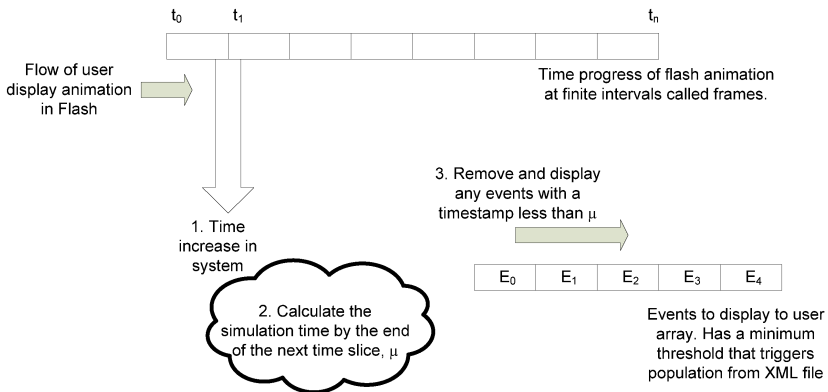 t0 t1 tn
Flow of user
display animation
in Flash
Time progress of flash animation
at finite intervals called frames.
1. Time
increase in
system
2. Calculate the
simulation time by the end
of the next time slice, μ
3. Remove and display
any events with a
timestamp less than μ
E0 E1 E2 E3 E4
Events to display to user
array. Has a minimum
threshold that triggers
population from XML file